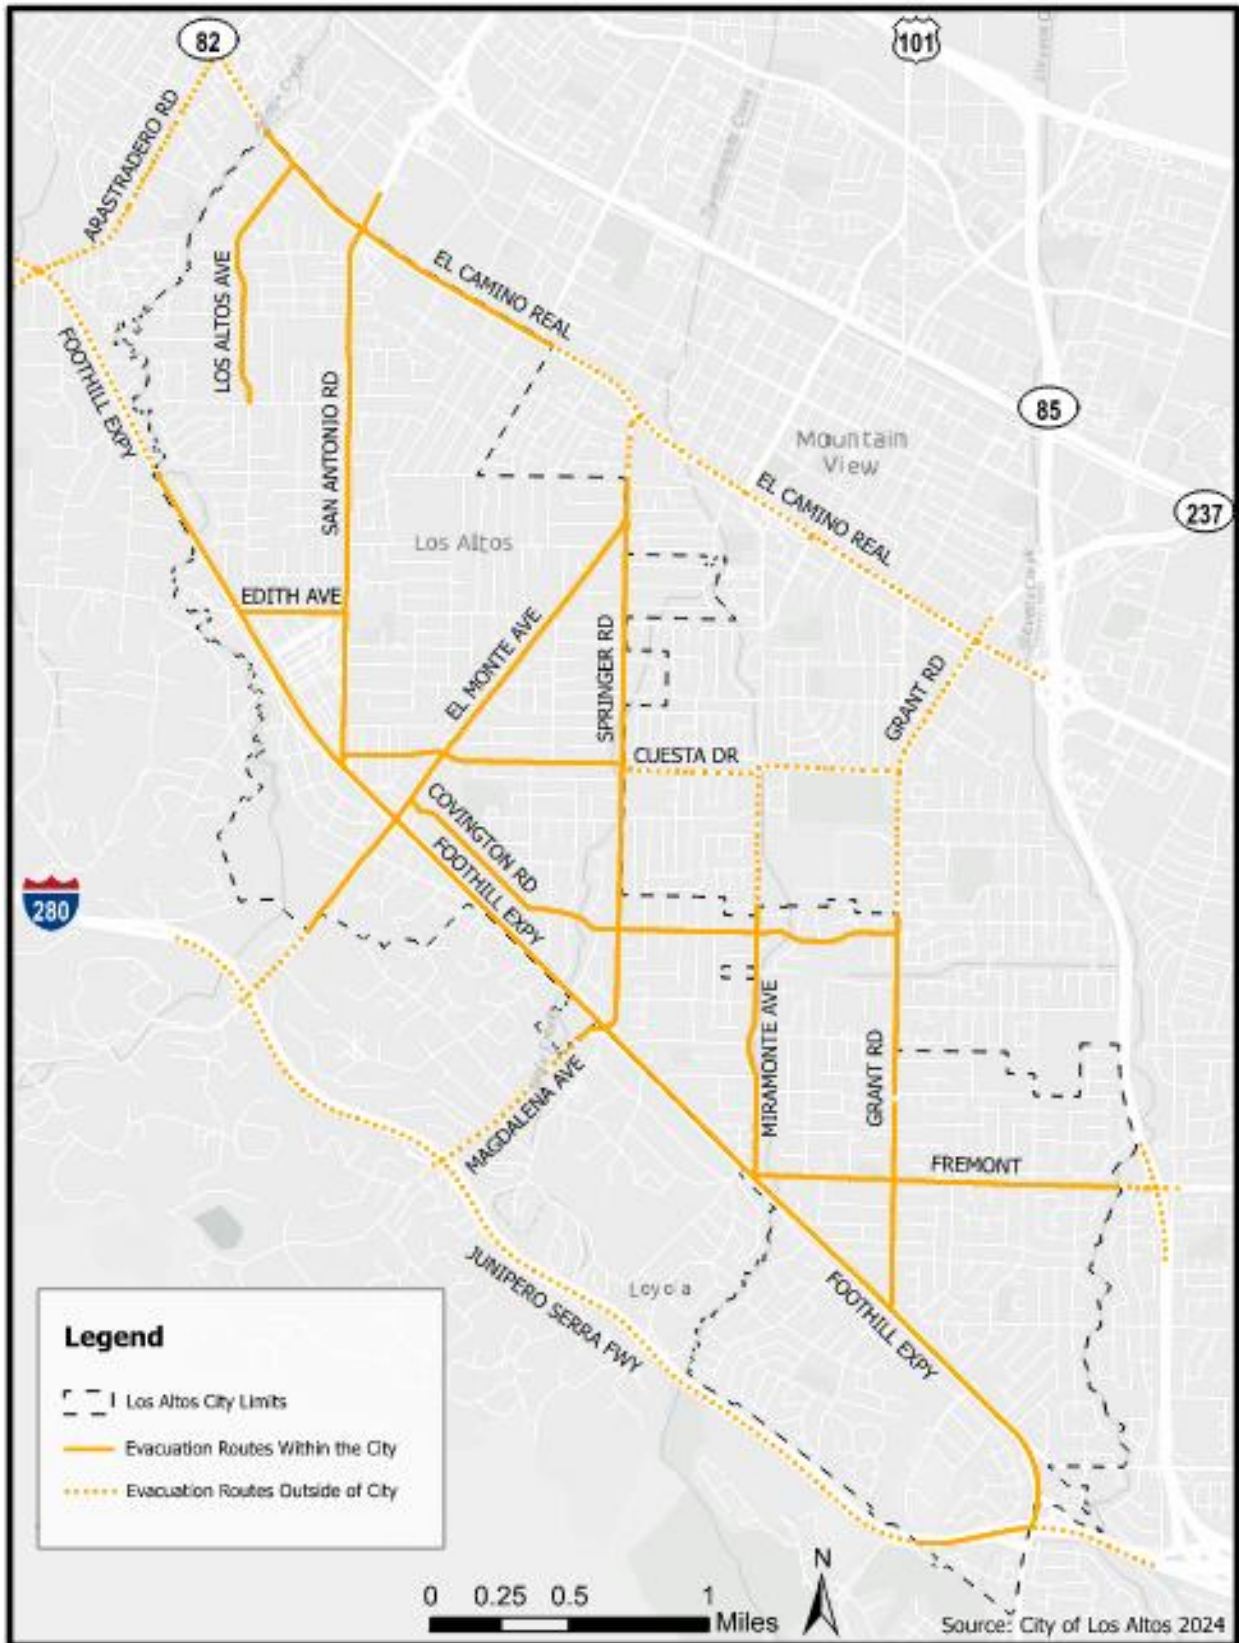 82
101
ARASTRADERO RD
LOS ALTOS AVE
EL CAMINO REAL
FOOTHILL EXPY
SAN ANTONIO RD
85
Mountain
View
EL CAMINO REAL
237
Los Altos
EDITH AVE
EL MONTE AVE
SPRINGER RD
GRANT RD
CUESTA DR
COVINGTON RD
FOOTHILL EXPY
280
MIRAMONTE AVE
GRANT RD
MAGDALENA AVE
FREMONT
JUNIPERO SERRA FWY
Loyola
FOOTHILL EXPY
Legend
Los Altos City Limits
Evacuation Routes Within the City
Evacuation Routes Outside of City
N
0 0.25 0.5 1
Miles
Source: City of Los Altos 2024